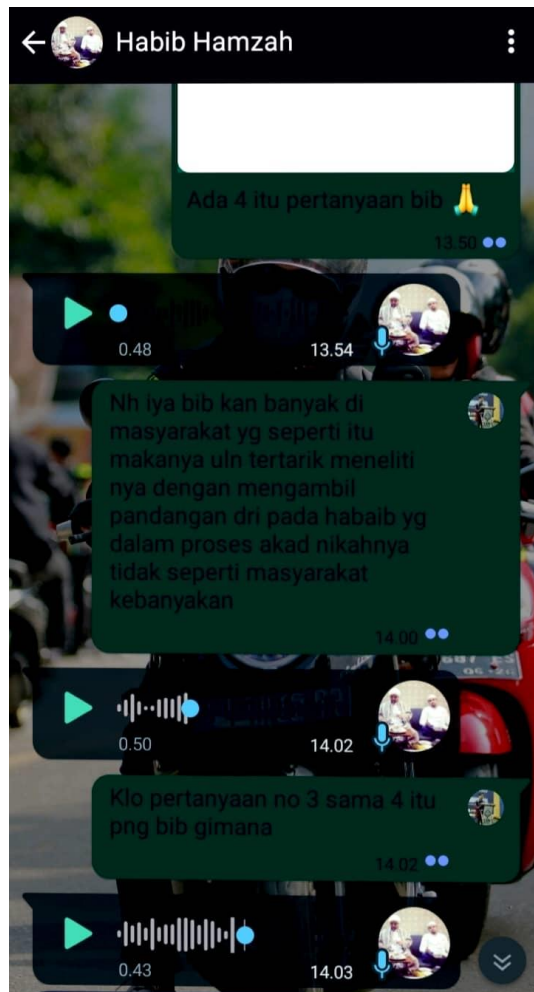 Habib Hamzah
Ada 4 itu pertanyaan bib 🙏
13.50
0.48
13.54
Nh iya bib kan banyak di
masyarakat yg seperti itu
makanya uln tertarik meneliti
nya dengan mengambil
pandangan dri pada habaib yg
dalam proses akad nikahnya
tidak seperti masyarakat
kebanyakan
14.00
0.50
14.02
Klo pertanyaan no 3 sama 4 itu
png bib gimana
14.02
0.43
14.03